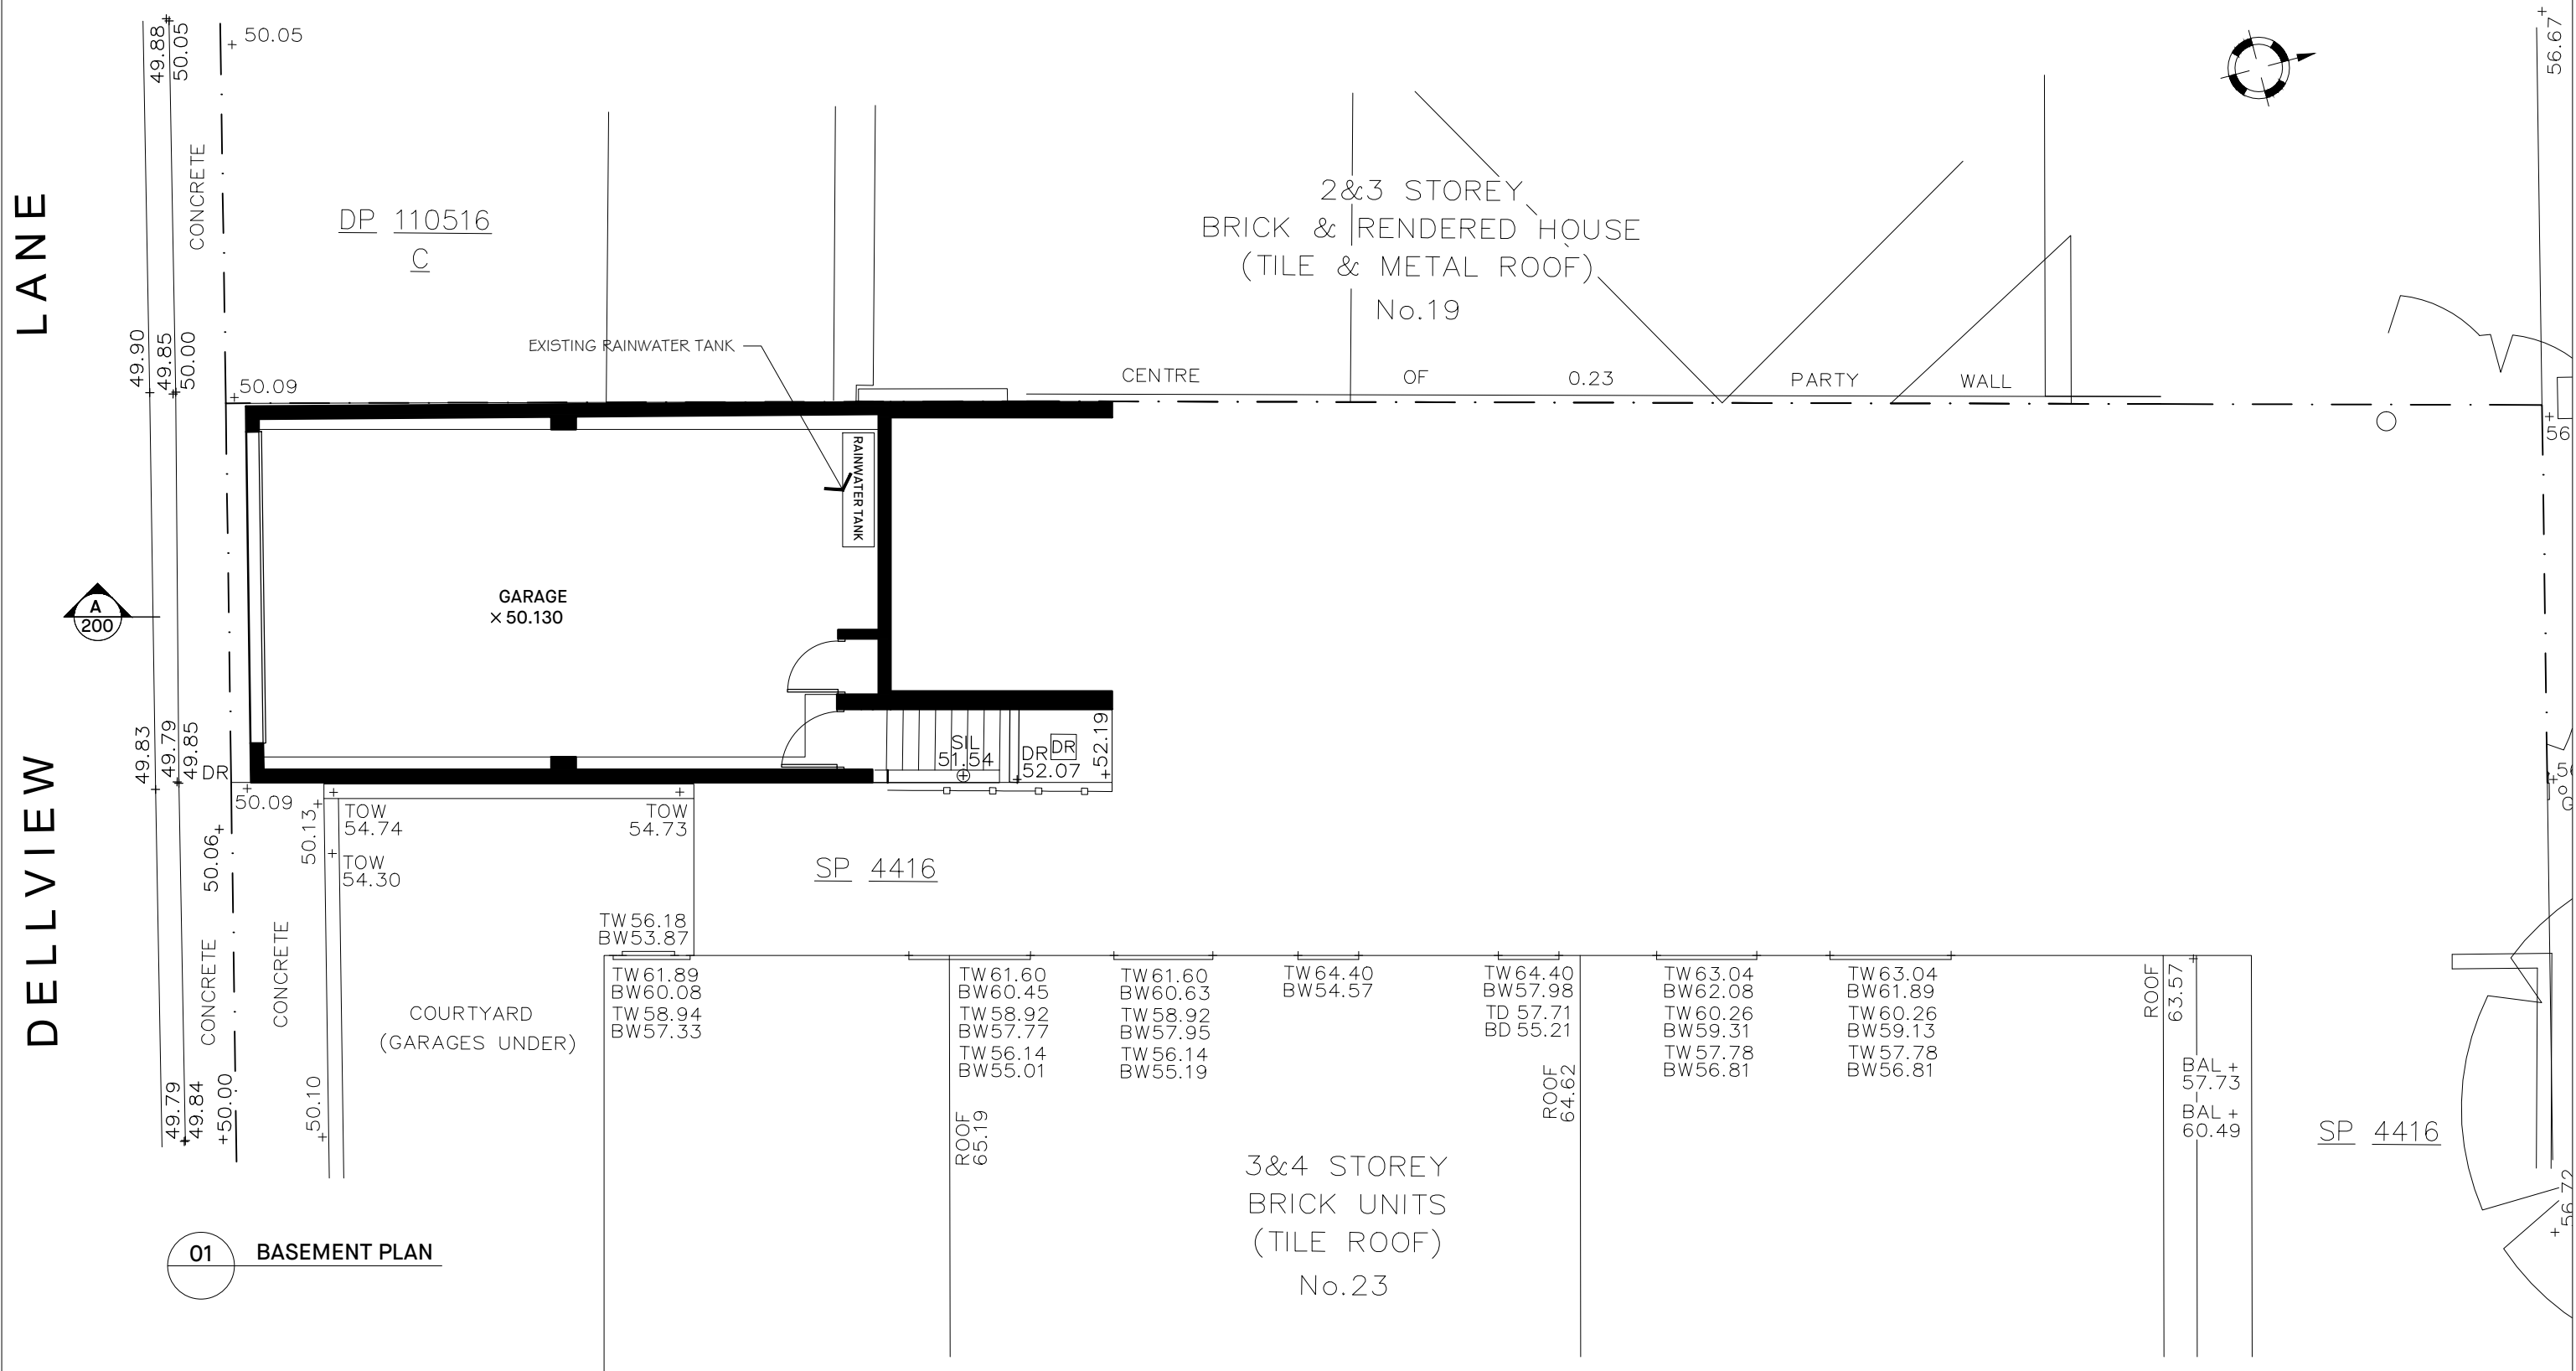 49.88
50.05
50.05
56.67
CONCRETE
LANE
DP 110516
C
2&3 STOREY
BRICK & RENDERED HOUSE
(TILE & METAL ROOF)
No.19
49.90
49.85
50.00
EXISTING RAINWATER TANK
50.09
CENTRE OF 0.23 PARTY WALL
56
RAINWATER TANK
GARAGE
× 50.130
A
200
49.83
49.79
49.85
DR
SIL
51.54
DR
DR
52.07
52.19
50.09
50.13
TOW
54.74
TOW
54.73
50.06
TOW
54.30
SP 4416
DELLVIEW
CONCRETE
CONCRETE
TW 56.18
BW 53.87
TW 61.89
BW 60.08
TW 58.94
BW 57.33
TW 61.60
BW 60.45
TW 58.92
BW 57.77
TW 56.14
BW 55.01
TW 61.60
BW 60.63
TW 58.92
BW 57.95
TW 56.14
BW 55.19
TW 64.40
BW 54.57
TW 64.40
BW 57.98
TD 57.71
BD 55.21
TW 63.04
BW 62.08
TW 60.26
BW 59.31
TW 57.78
BW 56.81
TW 63.04
BW 61.89
TW 60.26
BW 59.13
TW 57.78
BW 56.81
ROOF
63.57
COURTYARD
(GARAGES UNDER)
49.79
49.84
50.00
50.10
ROOF
65.19
ROOF
64.62
BAL
57.73
BAL
60.49
SP 4416
56.72
3&4 STOREY
BRICK UNITS
(TILE ROOF)
No.23
01
BASEMENT PLAN